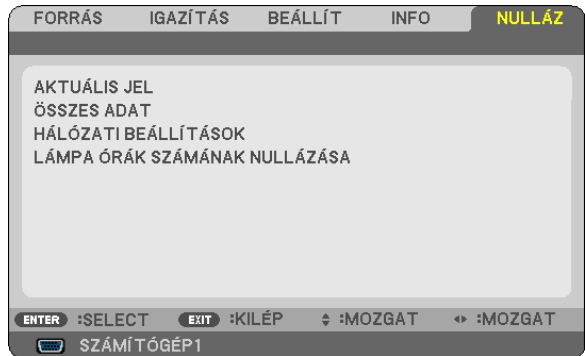 FORRÁS IGAZÍTÁS BEÁLLÍT INFO NULLÁZ
AKTUÁLIS JEL
ÖSSZES ADAT
HÁLÓZATI BEÁLLÍTÁSOK
LÁMPA ÓRÁK SZÁMÁNAK NULLÁZÁSA
ENTER :SELECT EXIT :KILÉP :MOZGAT :MOZGAT
SZÁMÍTÓGÉP1